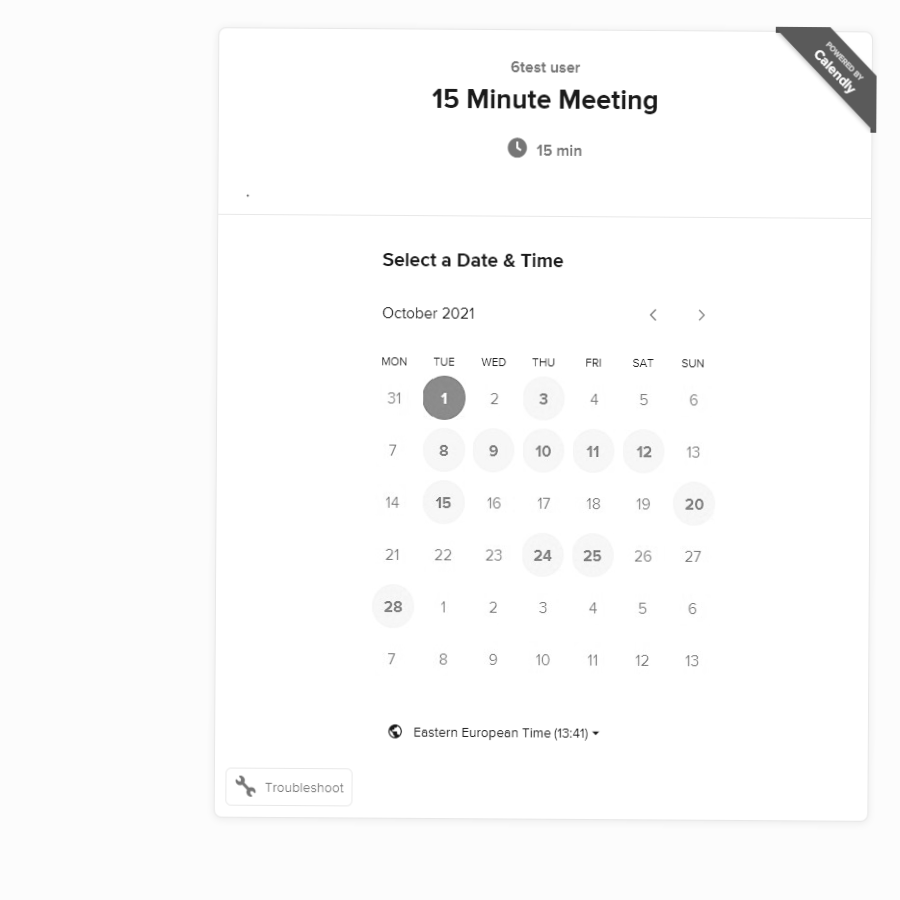 POWERED BY
Calendly
6test user
15 Minute Meeting
15 min
.
Select a Date & Time
October 2021
MON TUE WED THU FRI SAT SUN
31 1 2 3 4 5 6
7 8 9 10 11 12 13
14 15 16 17 18 19 20
21 22 23 24 25 26 27
28 1 2 3 4 5 6
7 8 9 10 11 12 13
Eastern European Time (13:41)
Troubleshoot